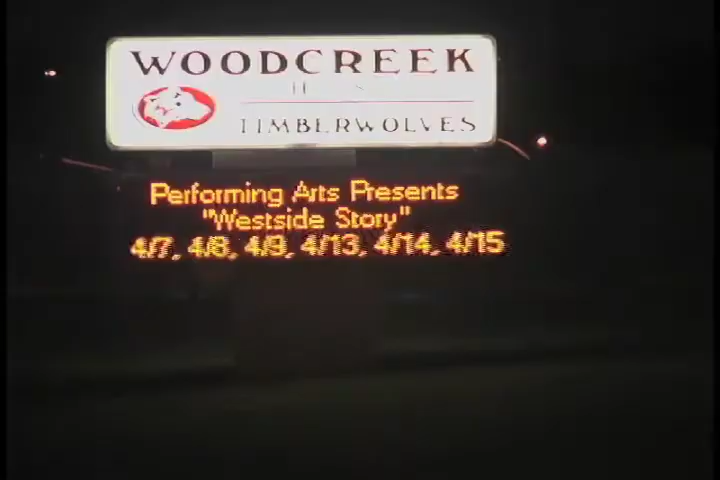 WOODCREEK
TIMBERWOLVES
Performing Arts Presents
"Westside Story"
4/7, 4/8, 4/9, 4/13, 4/14, 4/15